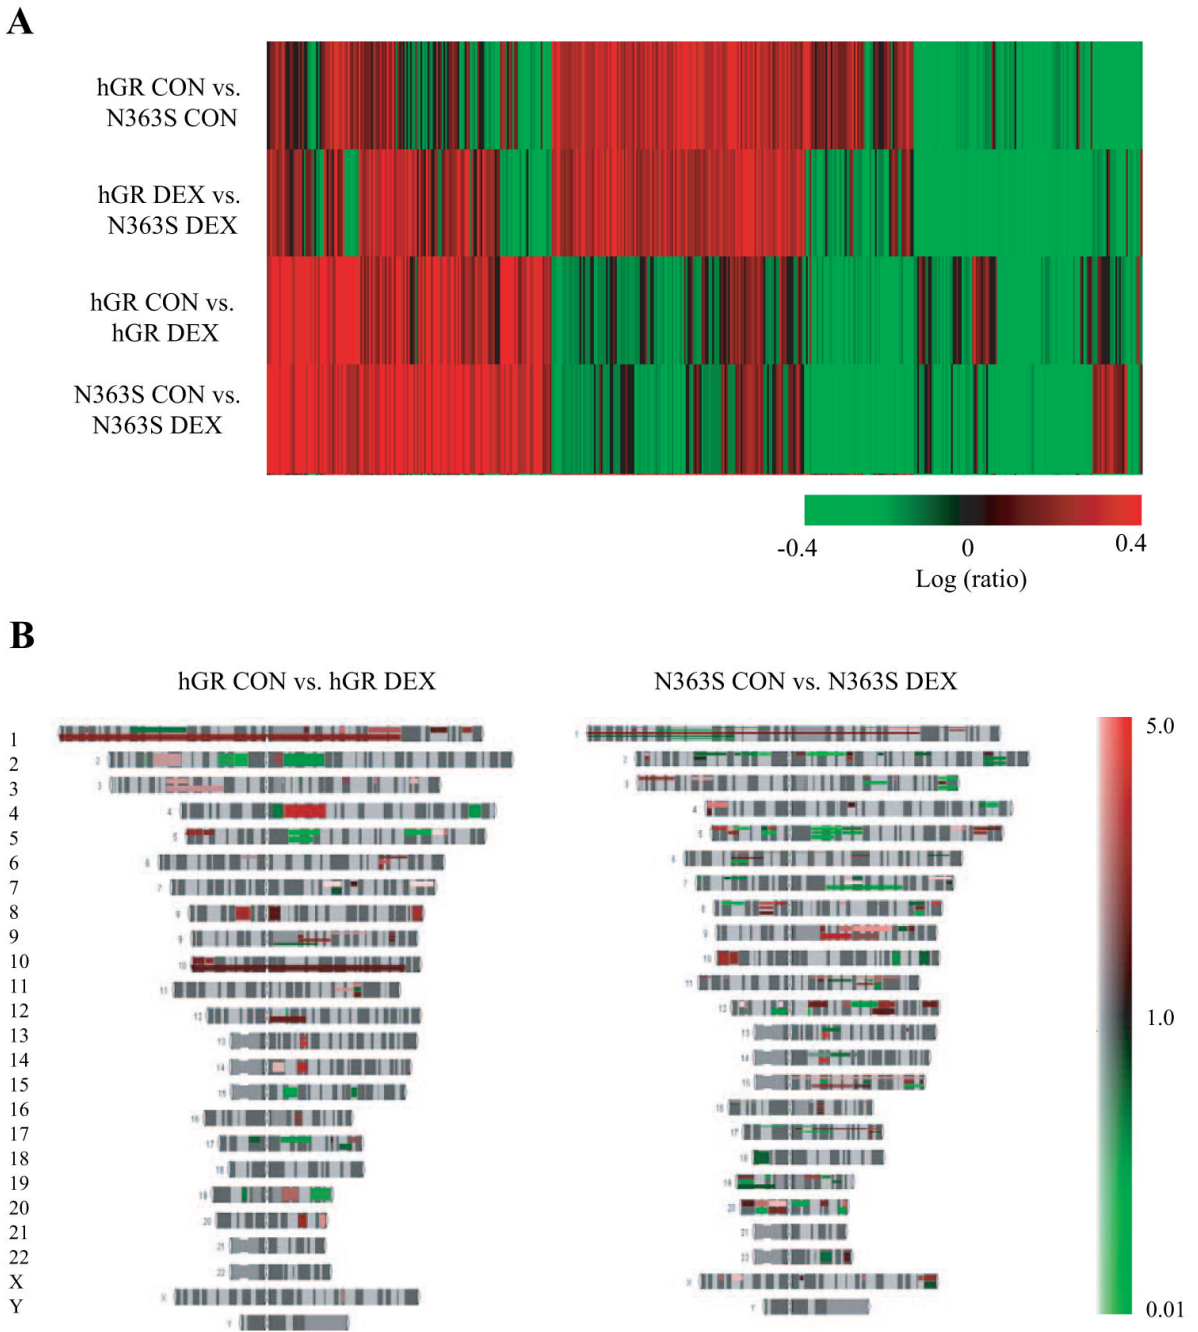 A
hGR CON vs.
N363S CON
hGR DEX vs.
N363S DEX
hGR CON vs.
hGR DEX
N363S CON vs.
N363S DEX
-0.4
0
0.4
Log (ratio)
B
hGR CON vs. hGR DEX
N363S CON vs. N363S DEX
1
2
3
4
5
6
7
8
9
10
11
12
13
14
15
16
17
18
19
20
21
22
X
Y
5.0
1.0
0.01